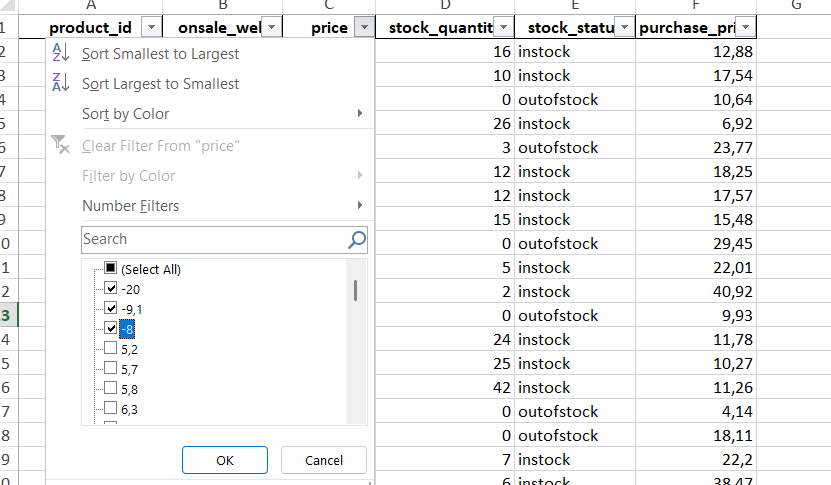 A B C D E F G
1 product_id onsale_wel price stock_quantit stock_statu purchase_pri
Sort Smallest to Largest
Sort Largest to Smallest
Sort by Color
Clear Filter From "price"
Filter by Color
Number Filters
Search
(Select All)
-20
-9,1
-8
5,2
5,7
5,8
6,3
OK Cancel
2 16 instock 12,88
3 10 instock 17,54
4 0 outofstock 10,64
5 26 instock 6,92
6 3 outofstock 23,77
7 12 instock 18,25
8 12 instock 17,57
9 15 instock 15,48
0 0 outofstock 29,45
1 5 instock 22,01
2 2 instock 40,92
3 0 outofstock 9,93
4 24 instock 11,78
5 25 instock 10,27
6 42 instock 11,26
7 0 outofstock 4,14
8 0 outofstock 18,11
9 7 instock 22,2
0 6 instock 38,47